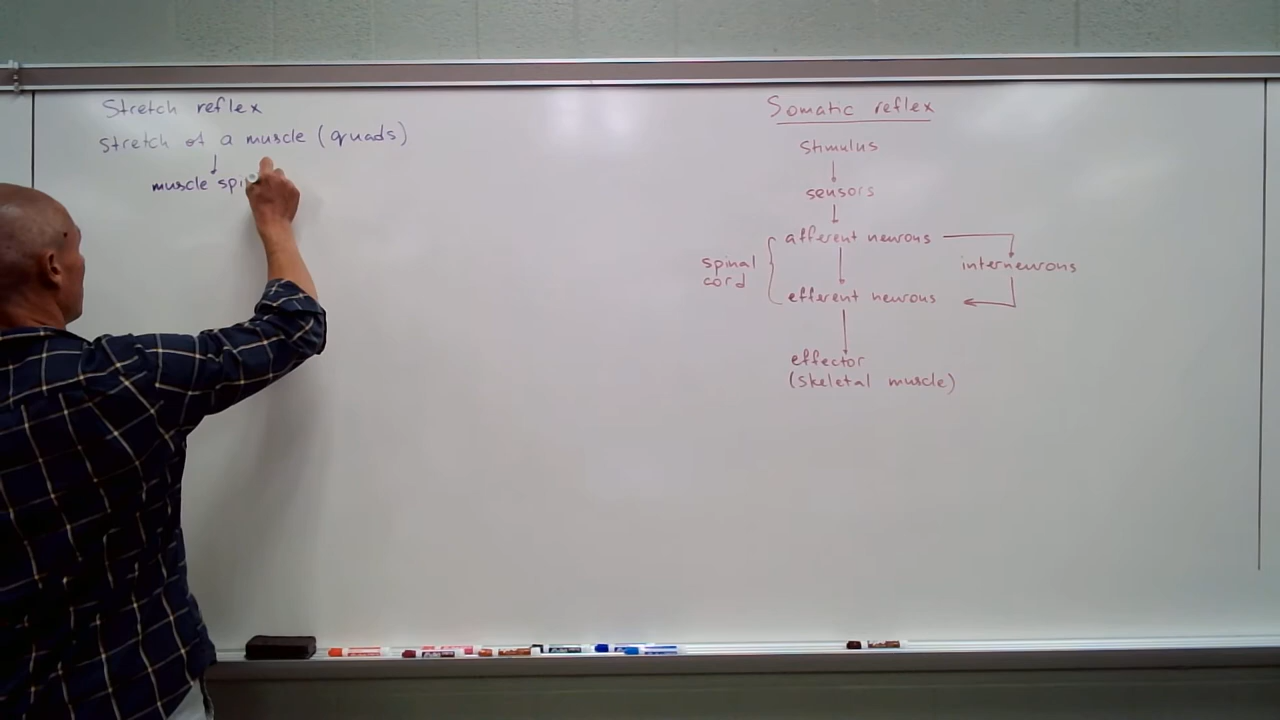 Stretch reflex
Stretch of a muscle (quads)
↓
muscle spi
Somatic reflex
Stimulus
↓
sensors
↓
afferent neurons
interneurons
spinal
cord
efferent neurons
effector
(skeletal muscle)